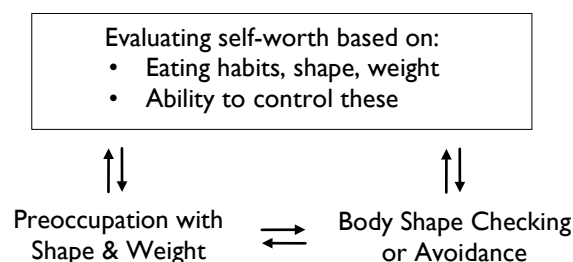 Evaluating self-worth based on:
• Eating habits, shape, weight
• Ability to control these
Preoccupation with
Shape & Weight
Body Shape Checking
or Avoidance